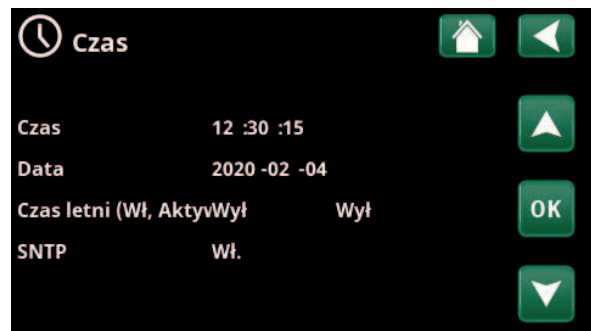 Czas
Czas 12 :30 :15
Data 2020 -02 -04
Czas letni (Wł, AktywWył Wył
OK
SNTP Wł.